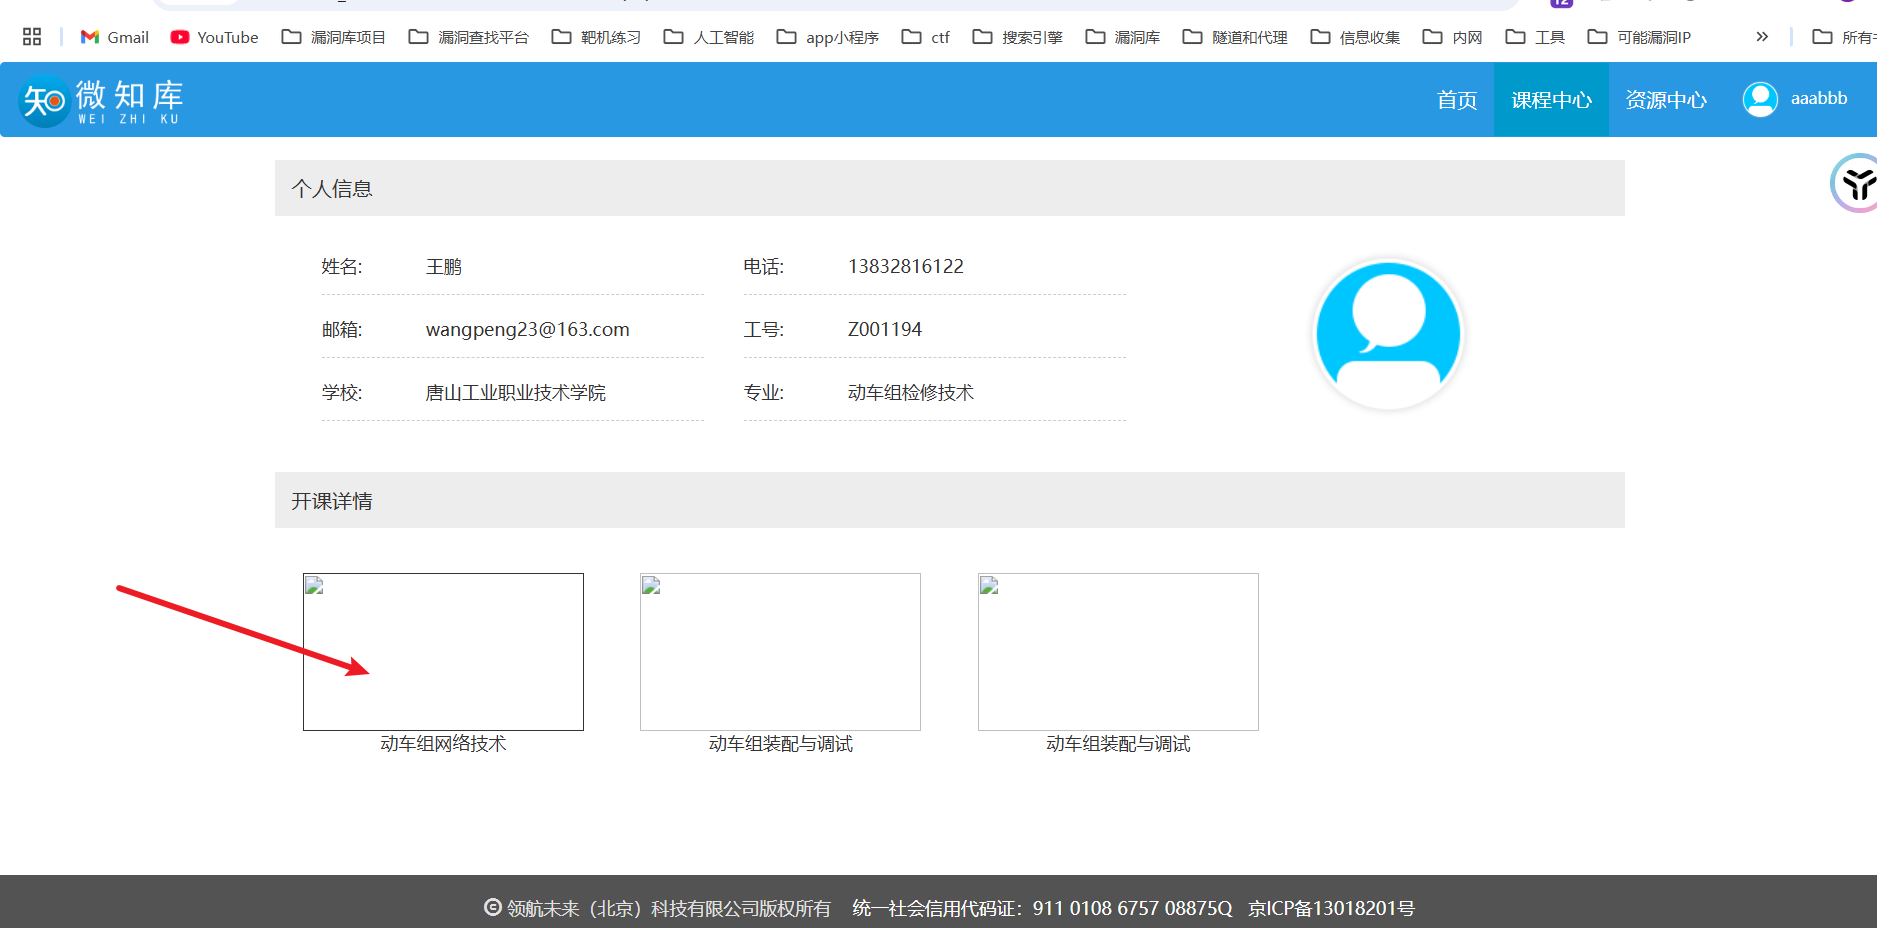 12
Gmail YouTube 漏洞库项目 漏洞查找平台 靶机练习 人工智能 app小程序 ctf 搜索引擎 漏洞库 隧道和代理 信息收集 内网 工具 可能漏洞IP » 所有
知 微知库 首页 课程中心 资源中心 aaabbb
WEI ZHI KU
个人信息
姓名: 王鹏 电话: 13832816122
邮箱: wangpeng23@163.com 工号: Z001194
学校: 唐山工业职业技术学院 专业: 动车组检修技术
开课详情
动车组网络技术 动车组装配与调试 动车组装配与调试
© 领航未来（北京）科技有限公司版权所有 统一社会信用代码证：911 0108 6757 08875Q 京ICP备13018201号